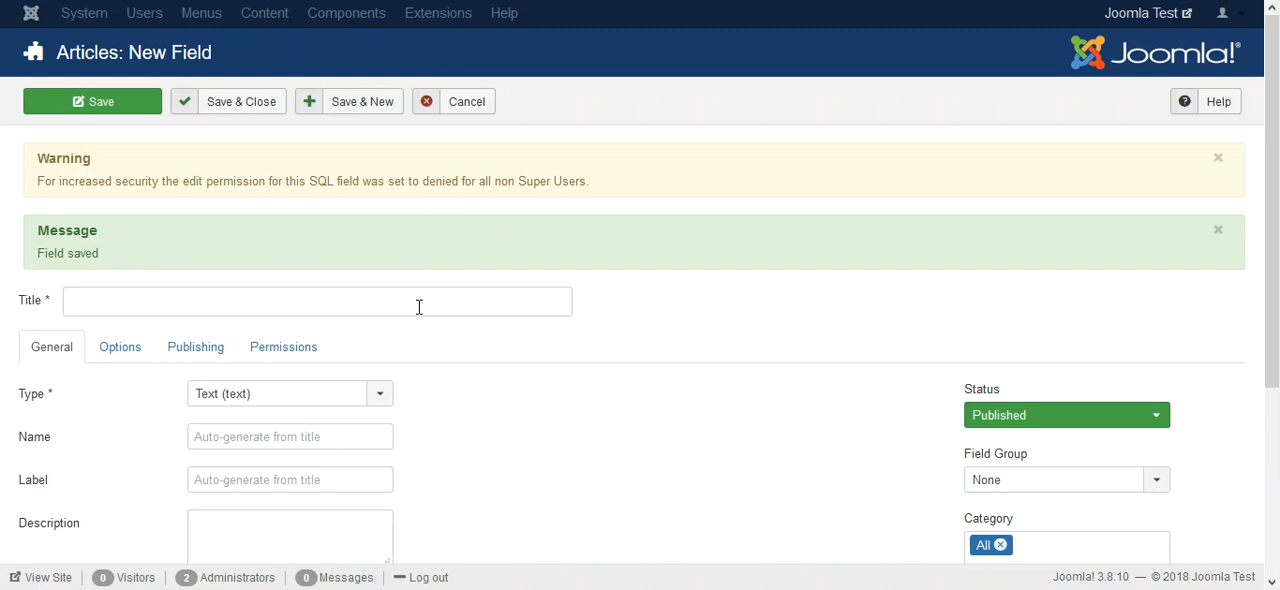 System Users Menus Content Components Extensions Help Joomla Test
Articles: New Field Joomla!®
Save Save & Close Save & New Cancel Help
Warning
For increased security the edit permission for this SQL field was set to denied for all non Super Users.
Message
Field saved
Title *
General Options Publishing Permissions
Type * Text (text)
Status
Published
Name Auto-generate from title
Field Group
Label Auto-generate from title
None
Description
Category
All
View Site 0 Visitors 2 Administrators 0 Messages Log out Joomla! 3.8.10 — © 2018 Joomla Test